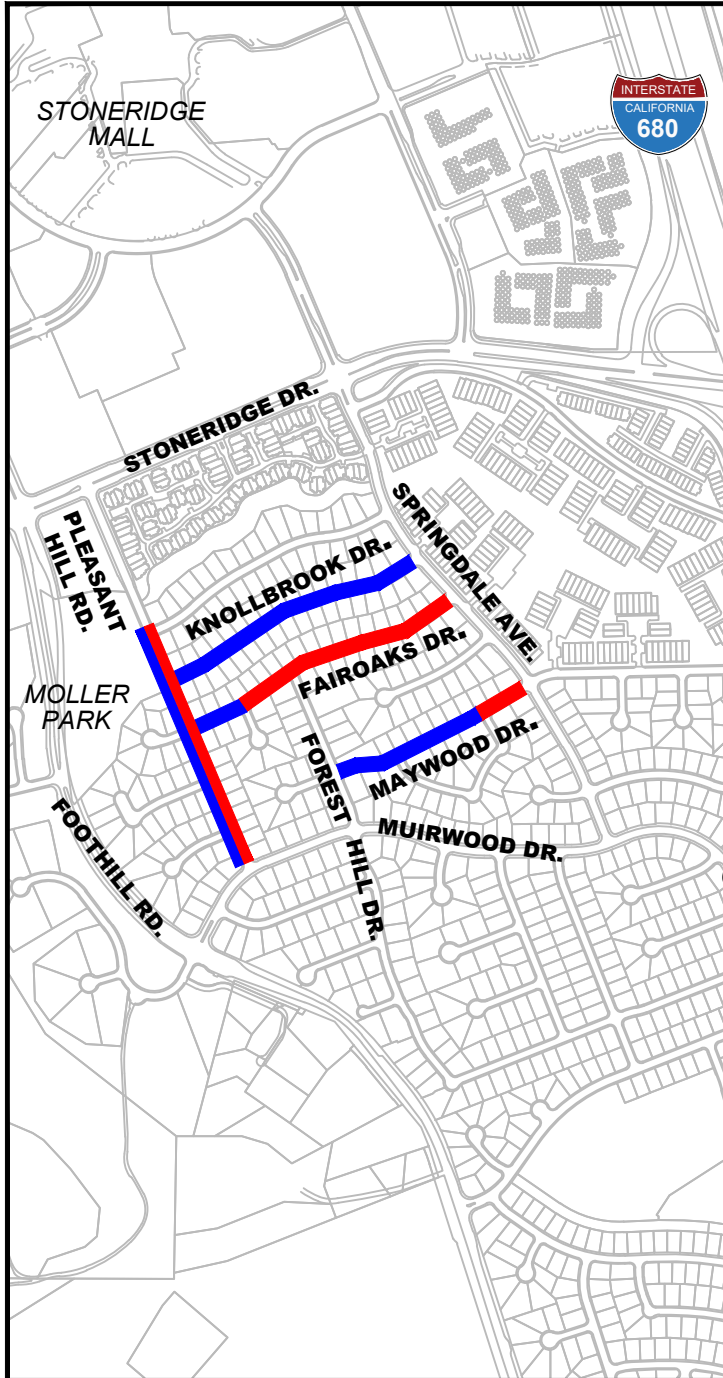 STONERIDGE
MALL
INTERSTATE
CALIFORNIA
680
STONERIDGE DR.
PLEASANT
HILL RD.
SPRINGDALE AVE.
KNOLLBROOK DR.
FAIROAKS DR.
MOLLER
PARK
FOREST HILL DR.
MAYWOOD DR.
MUIRWOOD DR.
FOOTHILL RD.